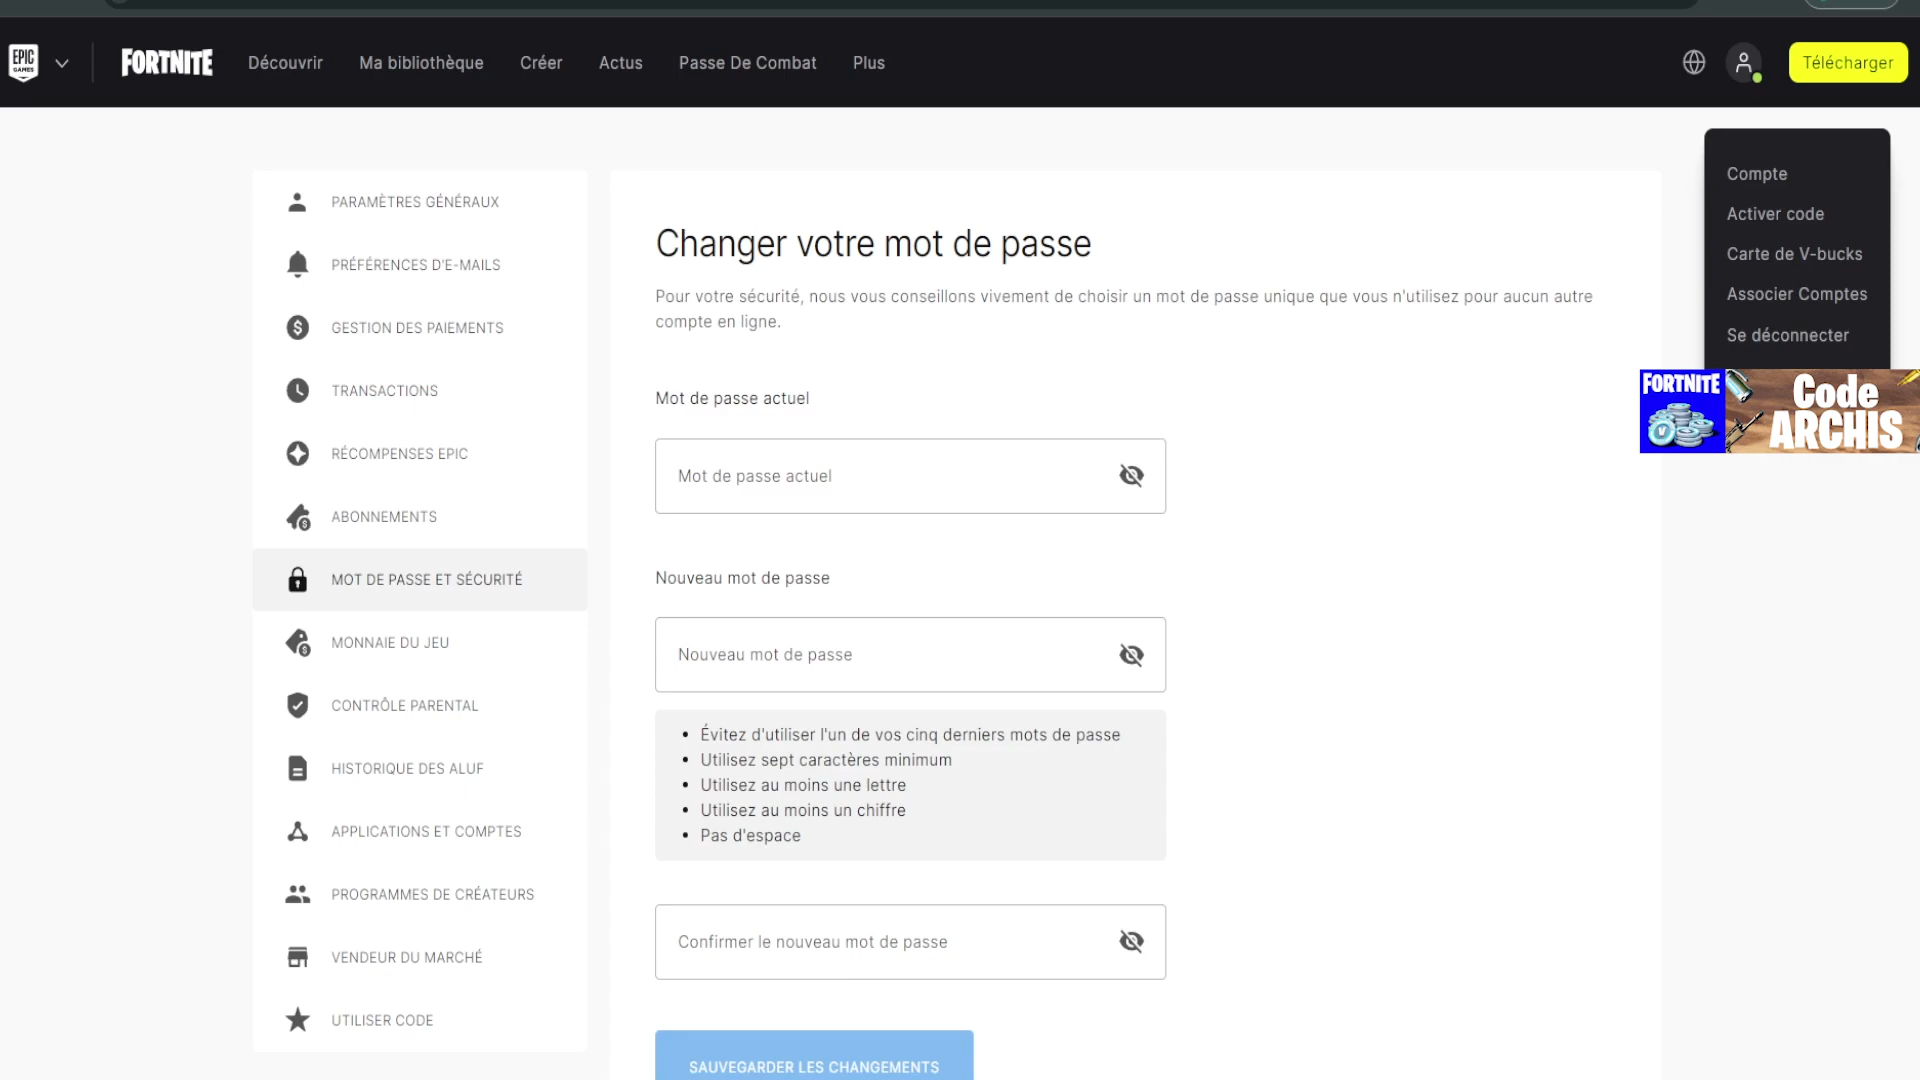 EPIC GAMES
FORTNITE
Découvrir
Ma bibliothèque
Créer
Actus
Passe De Combat
Plus
Télécharger
Compte
Activer code
Carte de V-bucks
Associer Comptes
Se déconnecter
FORTNITE
V
Code
ARCHIS
PARAMÈTRES GÉNÉRAUX
PRÉFÉRENCES D'E-MAILS
GESTION DES PAIEMENTS
TRANSACTIONS
RÉCOMPENSES EPIC
ABONNEMENTS
MOT DE PASSE ET SÉCURITÉ
MONNAIE DU JEU
CONTRÔLE PARENTAL
HISTORIQUE DES ALUF
APPLICATIONS ET COMPTES
PROGRAMMES DE CRÉATEURS
VENDEUR DU MARCHÉ
UTILISER CODE
Changer votre mot de passe
Pour votre sécurité, nous vous conseillons vivement de choisir un mot de passe unique que vous n'utilisez pour aucun autre
compte en ligne.
Mot de passe actuel
Mot de passe actuel
Nouveau mot de passe
Nouveau mot de passe
• Évitez d'utiliser l'un de vos cinq derniers mots de passe
• Utilisez sept caractères minimum
• Utilisez au moins une lettre
• Utilisez au moins un chiffre
• Pas d'espace
Confirmer le nouveau mot de passe
SAUVEGARDER LES CHANGEMENTS